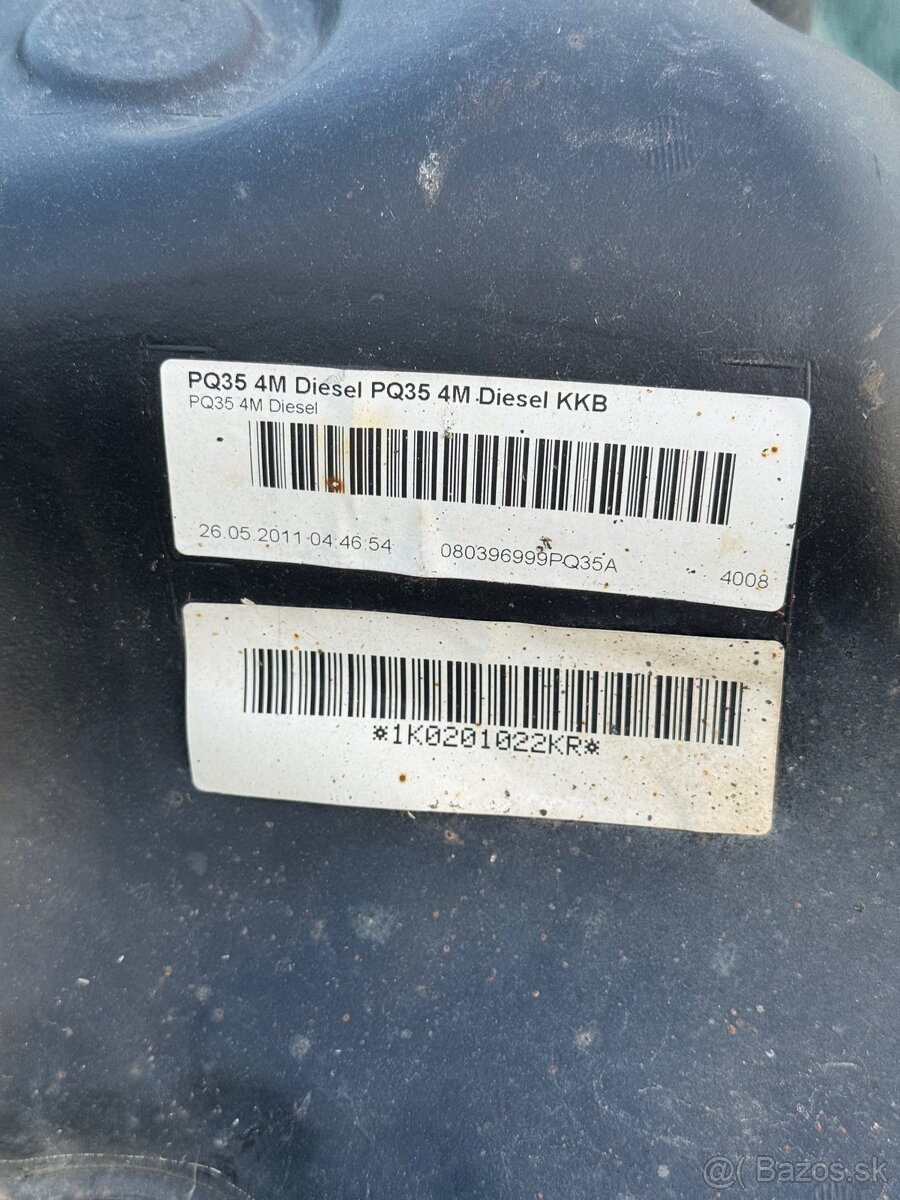 PQ35 4M Diesel PQ35 4M Diesel KKB
PQ35 4M Diesel
26.05.2011 04:46:54 080396999PQ35A 4008
*1K0201022KR*
@( Bazos.sk